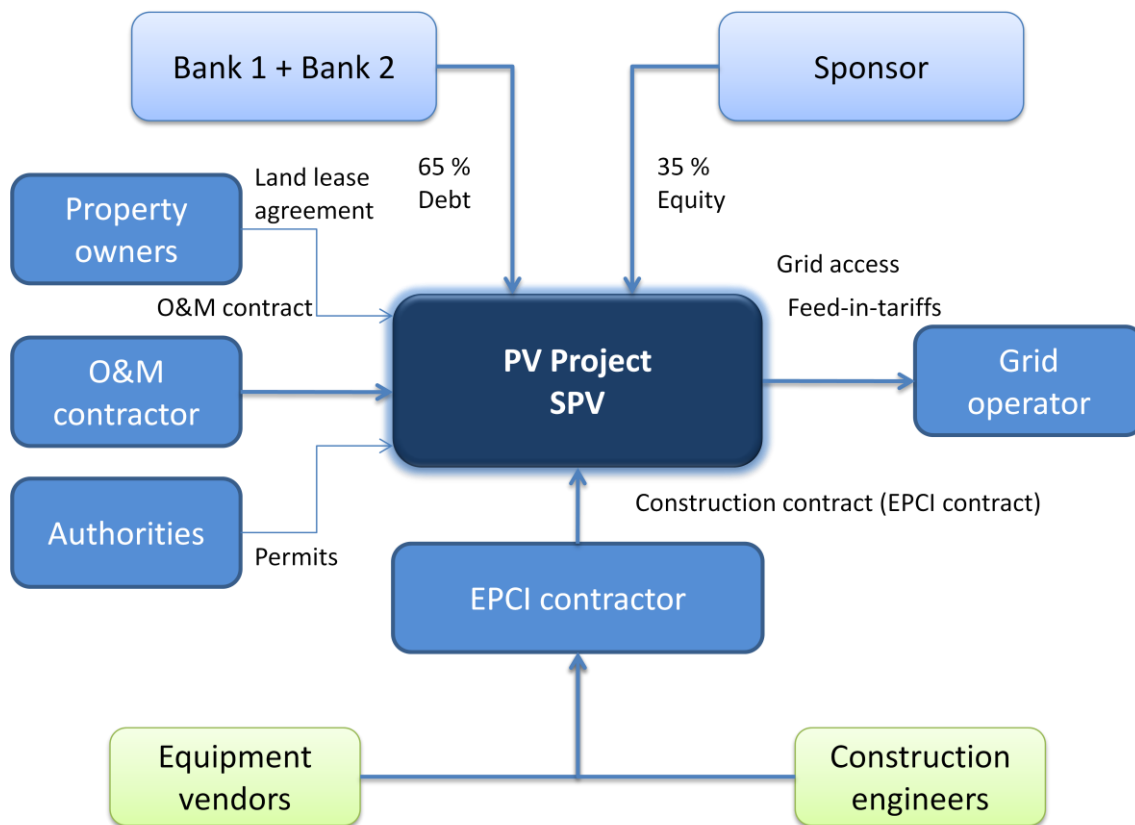 Bank 1 + Bank 2
Sponsor
65 %
Debt
35 %
Equity
Land lease
agreement
Property
owners
Grid access
Feed-in-tariffs
O&M contract
O&M
contractor
PV Project
SPV
Grid
operator
Authorities
Permits
Construction contract (EPCI contract)
EPCI contractor
Equipment
vendors
Construction
engineers